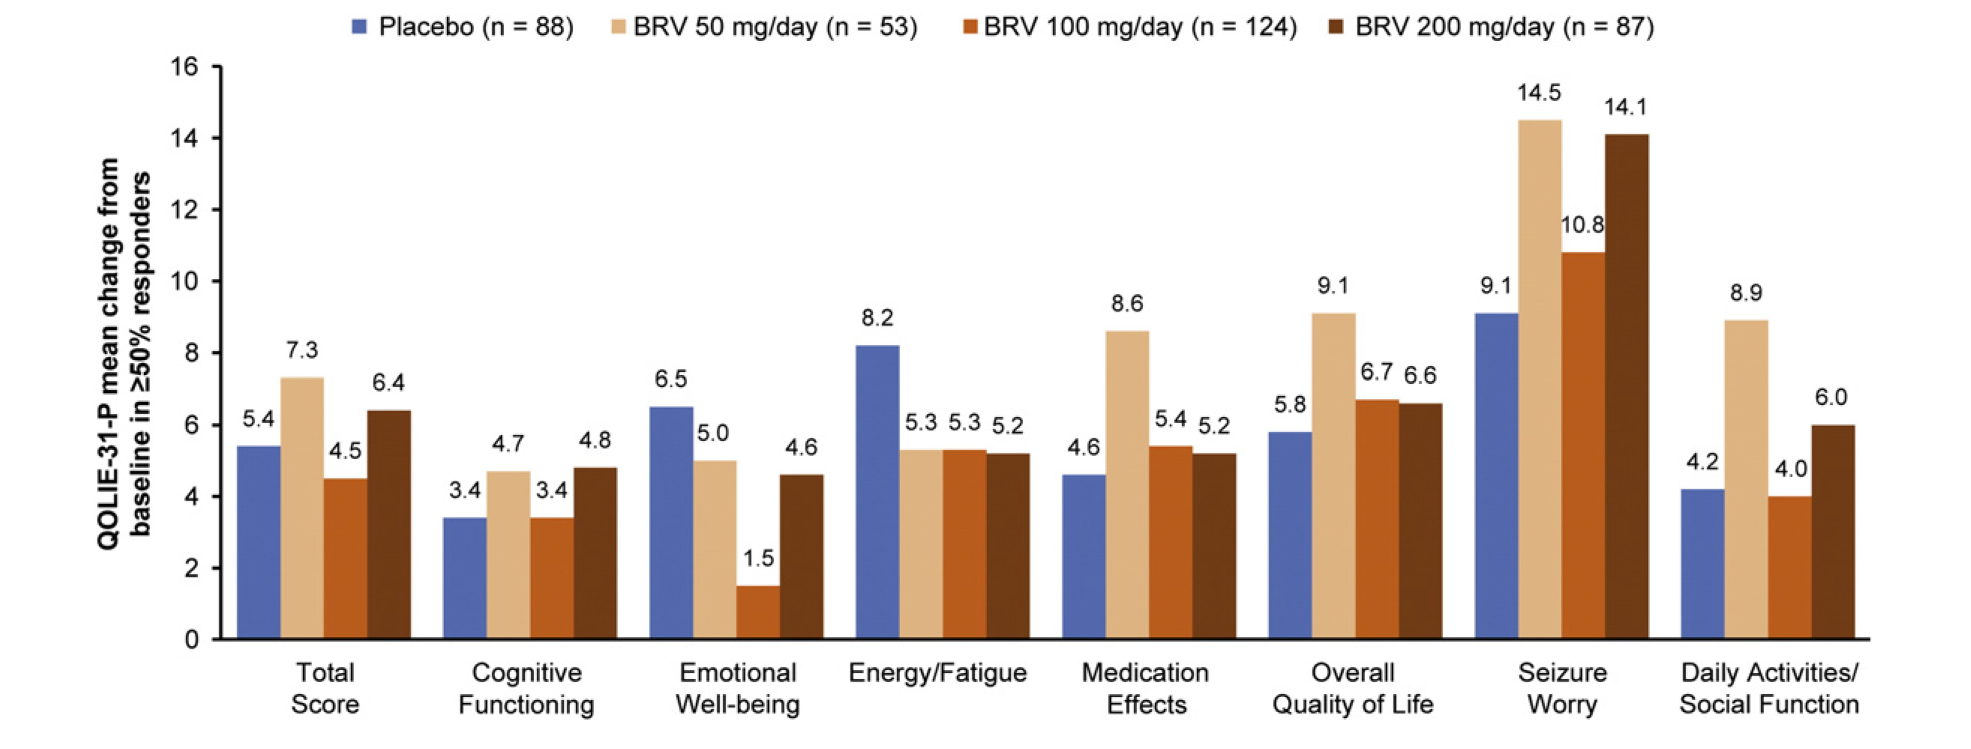 Placebo (n = 88) BRV 50 mg/day (n = 53) BRV 100 mg/day (n = 124) BRV 200 mg/day (n = 87)
QOLIE-31-P mean change from
baseline in ≥50% responders
16
14
12
10
8
6
4
2
0
5.4 7.3 4.5 6.4
3.4 4.7 3.4 4.8
6.5 5.0 1.5 4.6
8.2 5.3 5.3 5.2
4.6 8.6 5.4 5.2
5.8 9.1 6.7 6.6
9.1 14.5 10.8 14.1
4.2 8.9 4.0 6.0
Total
Score
Cognitive
Functioning
Emotional
Well-being
Energy/Fatigue
Medication
Effects
Overall
Quality of Life
Seizure
Worry
Daily Activities/
Social Function